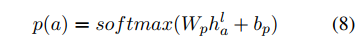 p(a) = softmax(W_p h_a^l + b_p) (8)